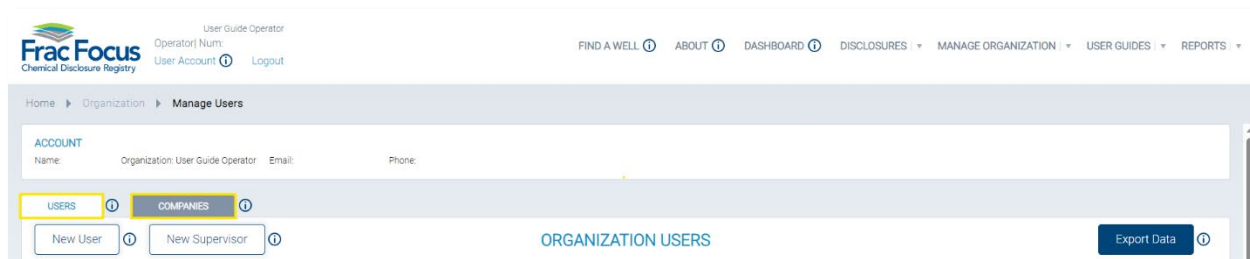 User Guide Operator
Frac Focus
Chemical Disclosure Registry
Operator| Num:
User Account Logout
FIND A WELL ABOUT DASHBOARD DISCLOSURES | MANAGE ORGANIZATION | USER GUIDES | REPORTS |
Home Organization Manage Users
ACCOUNT
Name: Organization: User Guide Operator Email: Phone:
USERS COMPANIES
New User New Supervisor ORGANIZATION USERS Export Data